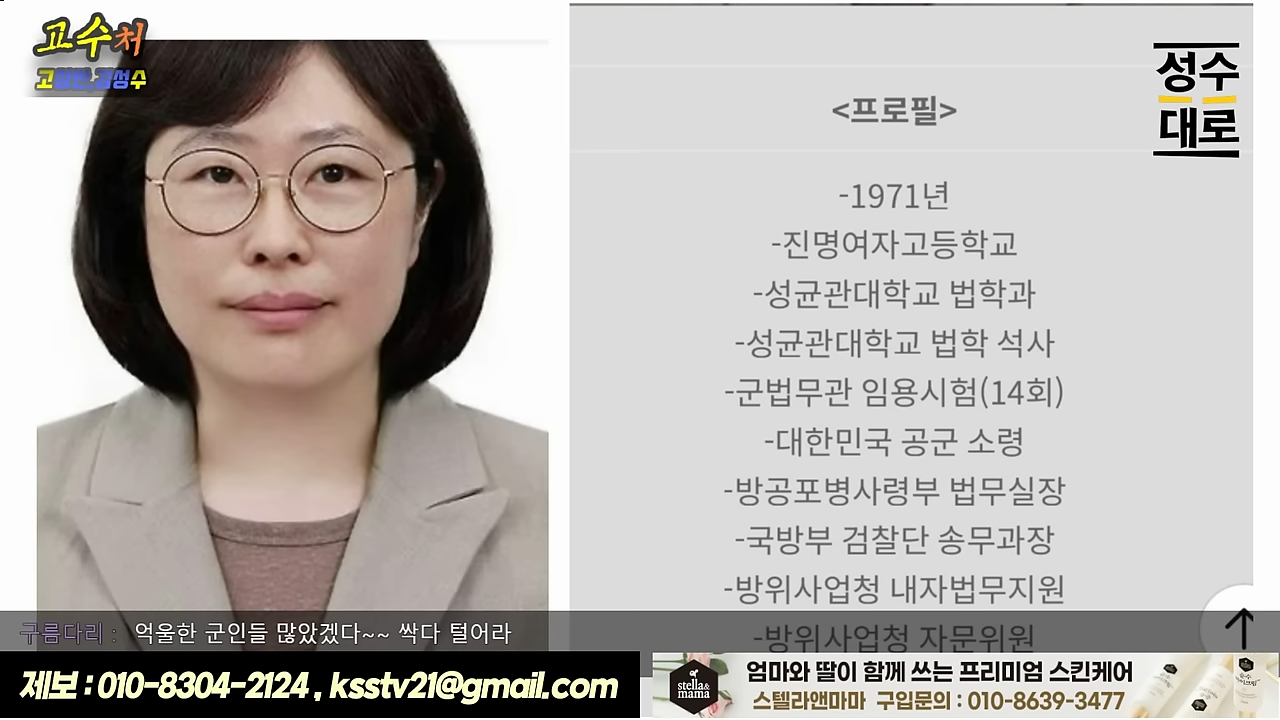 고수처
성수
대로
<프로필>
-1971년
-진명여자고등학교
-성균관대학교 법학과
-성균관대학교 법학 석사
-군법무관 임용시험(14회)
-대한민국 공군 소령
-방공포병사령부 법무실장
-국방부 검찰단 송무과장
-방위사업청 내자법무지원
-방위사업청 자문위원
구름다리 : 억울한 군인들 많았겠다~~ 싹다 털어라
제보 : 010-8304-2124 , ksstv21@gmail.com
stella&
mama
엄마와 딸이 함께 쓰는 프리미엄 스킨케어
스텔라앤마마 구입문의 : 010-8639-3477